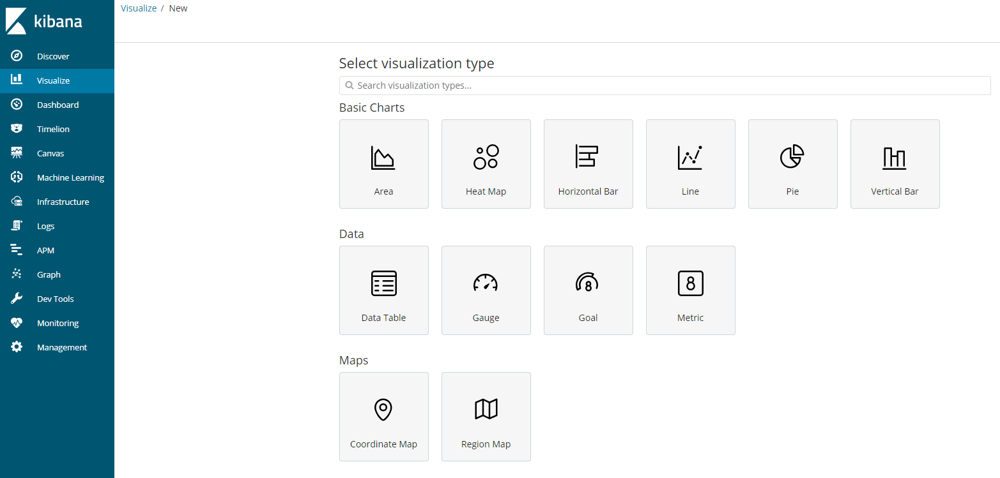 kibana
Discover
Visualize
Dashboard
Timelion
Canvas
Machine Learning
Infrastructure
Logs
APM
Graph
Dev Tools
Monitoring
Management
Visualize / New
Select visualization type
Search visualization types...
Basic Charts
Area Heat Map Horizontal Bar Line Pie Vertical Bar
Data
8 8
Data Table Gauge Goal Metric
Maps
Coordinate Map Region Map